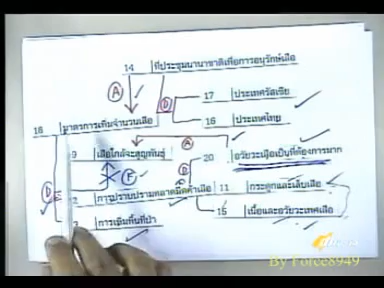 14 ที่ประชุมนานาชาติเพื่อการอนุรักษ์เสือ
A
D
17 ประเทศรัสเซีย
18 มาตรการเพิ่มจำนวนเสือ
16 ประเทศไทย
A
9 เสือใกล้จะสูญพันธุ์
20 อวัยวะเสือเป็นที่ต้องการมาก
D
F
D
2 การปราบปรามตลาดมืดค้าเสือ
11 กระดูกและเล็บเสือ
15 เนื้อและอวัยวะเพศเสือ
การเพิ่มพื้นที่ป่า
By Force8949